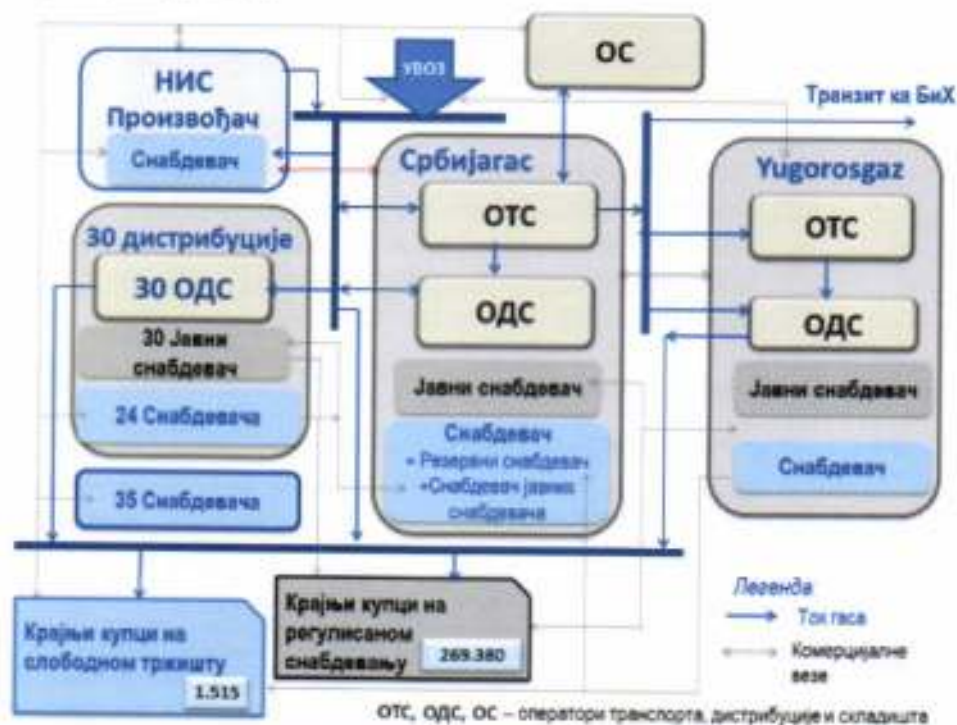 УВОЗ
ОС
НИС
Произвођач
Снабдевач
Транзит ка БиХ
Србијагас
ОТС
ОДС
Јавни снабдевач
Снабдевач
+ Резервни снабдевач
+Снабдевач јавних
снабдевача
Yugorosgaz
ОТС
ОДС
Јавни снабдевач
Снабдевач
30 дистрибуције
30 ОДС
30 Јавни
снабдевач
24 Снабдевача
35 Снабдевача
Крајњи купци на
слободном тржишту
1.515
Крајњи купци на
регулисаном
снабдевању
269.380
Легенда
Ток гаса
Комерцијалне
везе
ОТС, ОДС, ОС – оператори транспорта, дистрибуције и складишта